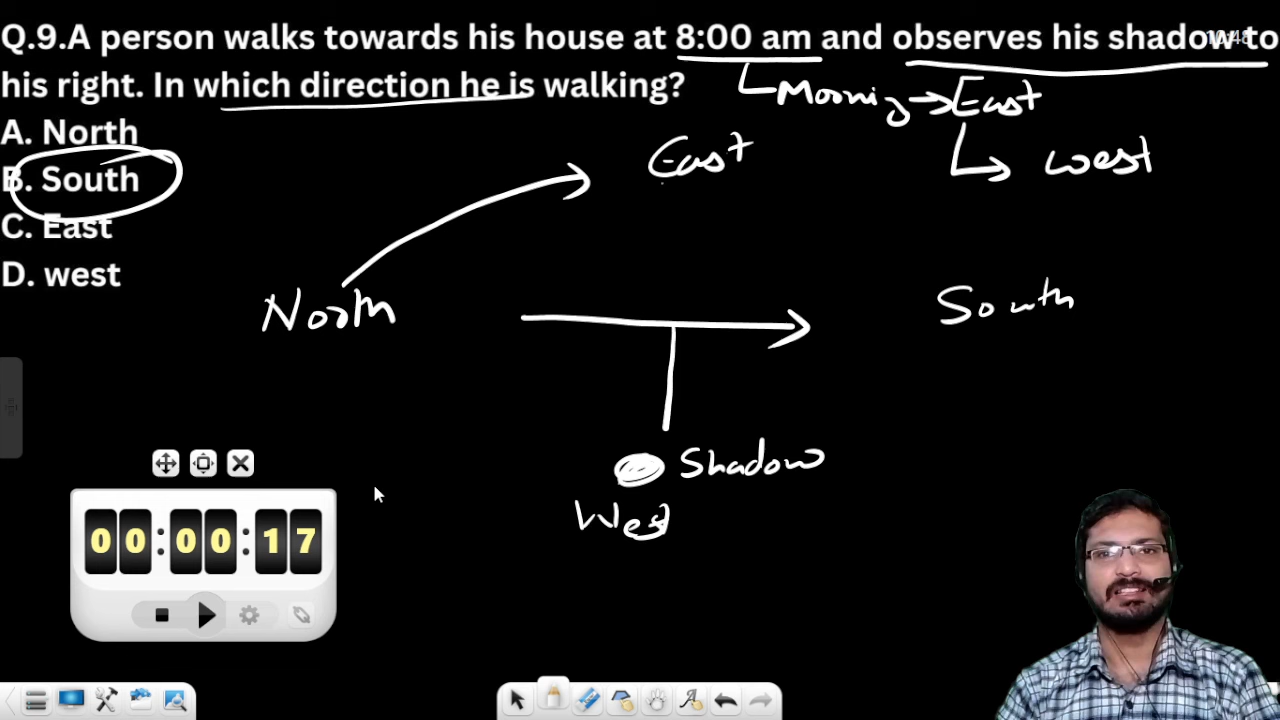 Q.9.A person walks towards his house at 8:00 am and observes his shadow to
his right. In which direction he is walking?
Morning → East
A. North
East
West
B. South
C. East
D. west
North
South
Shadow
West
00:00:17